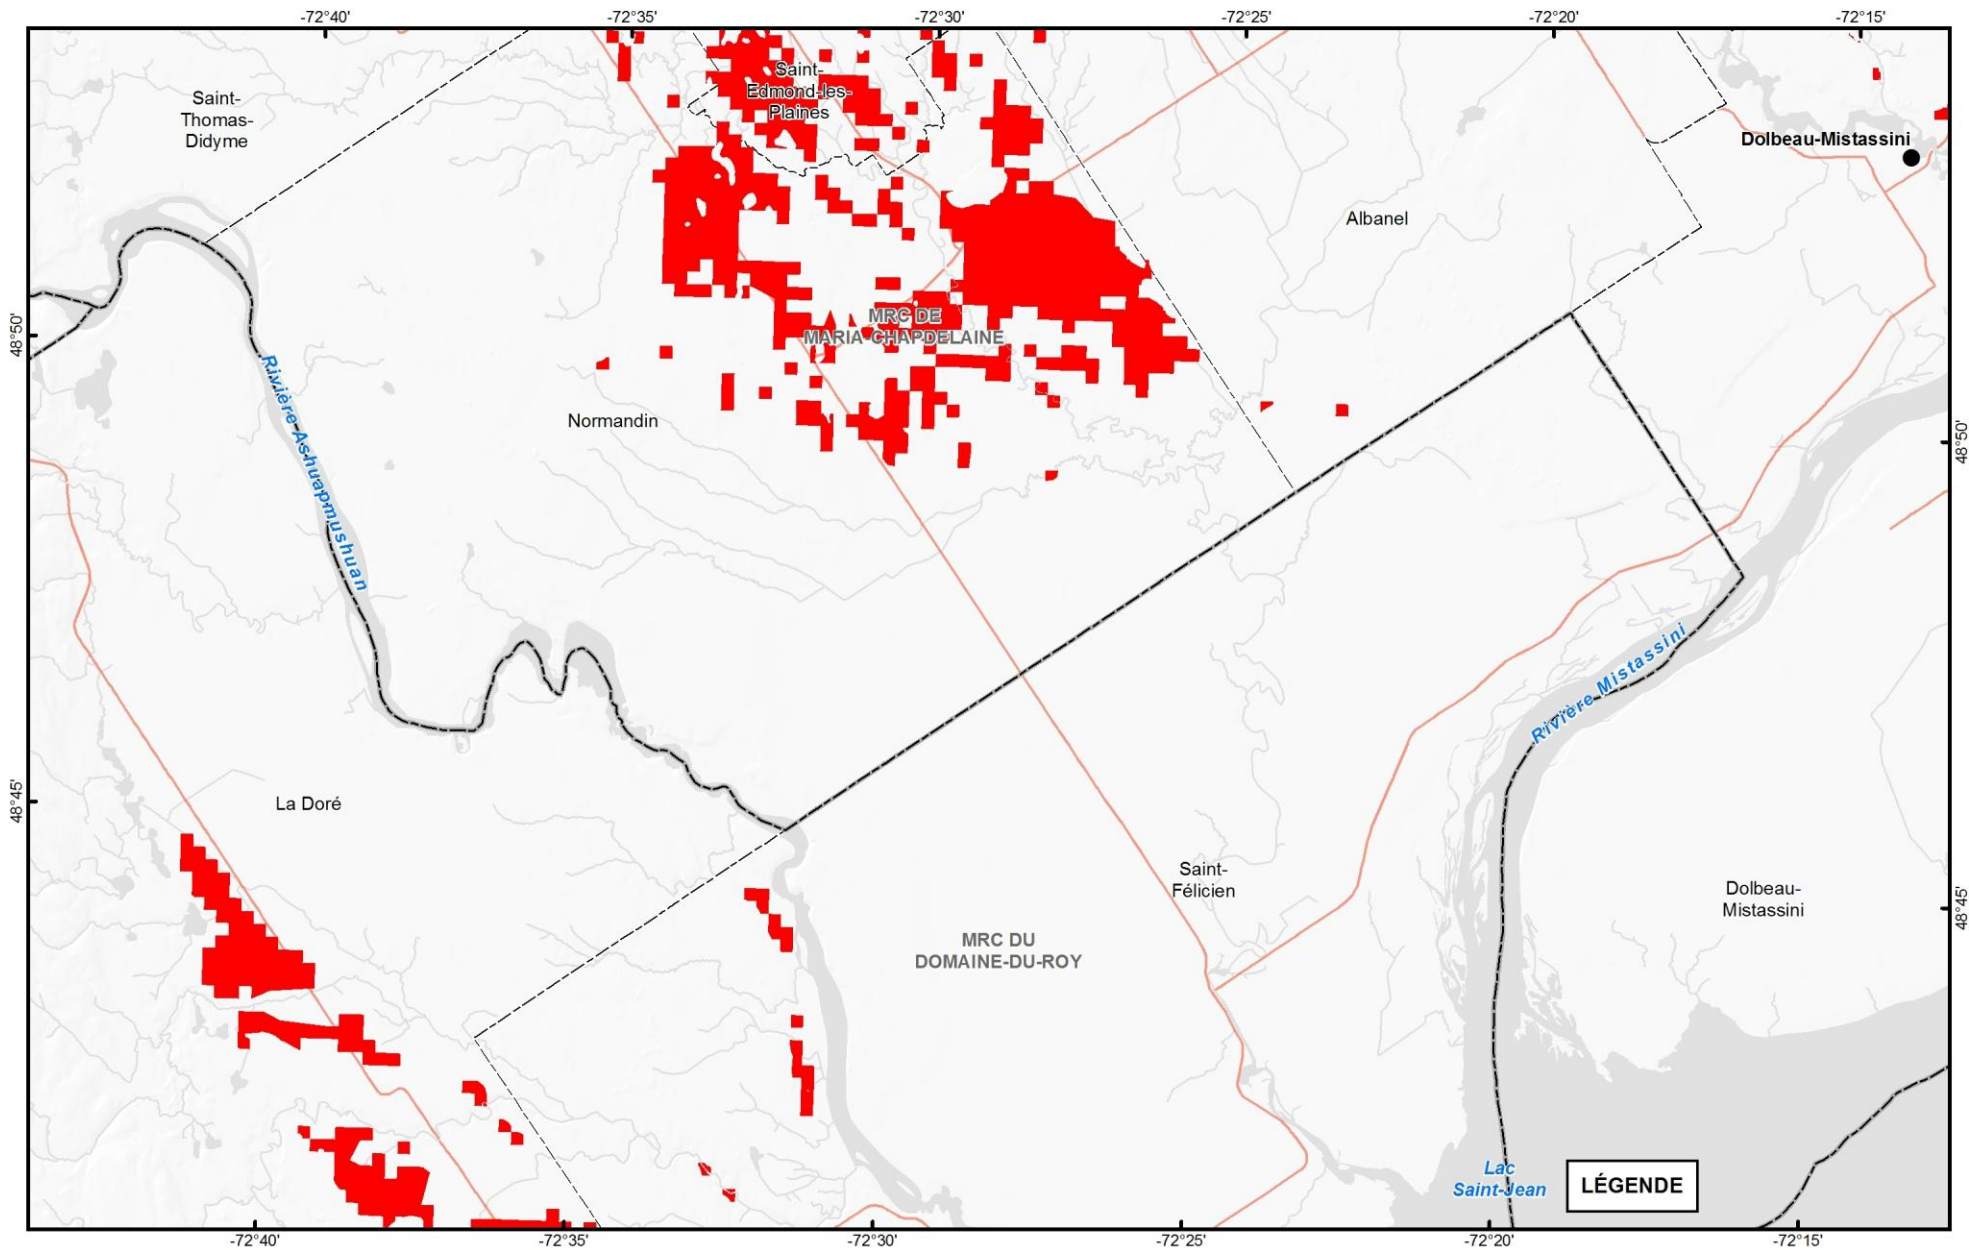 -72°40'
-72°35'
-72°30'
-72°25'
-72°20'
-72°15'
Saint-
Thomas-
Didyme
Saint-
Edmond-les-
Plaines
Dolbeau-Mistassini
Albanel
48°50'
MRC DE
MARIA CHAPDELAINE
Rivière Ashuapmushuan
Normandin
48°50'
Rivière Mistassini
48°45'
La Doré
Saint-
Félicien
Dolbeau-
Mistassini
48°45'
MRC DU
DOMAINE-DU-ROY
Lac
Saint-Jean
LÉGENDE
-72°40'
-72°35'
-72°30'
-72°25'
-72°20'
-72°15'